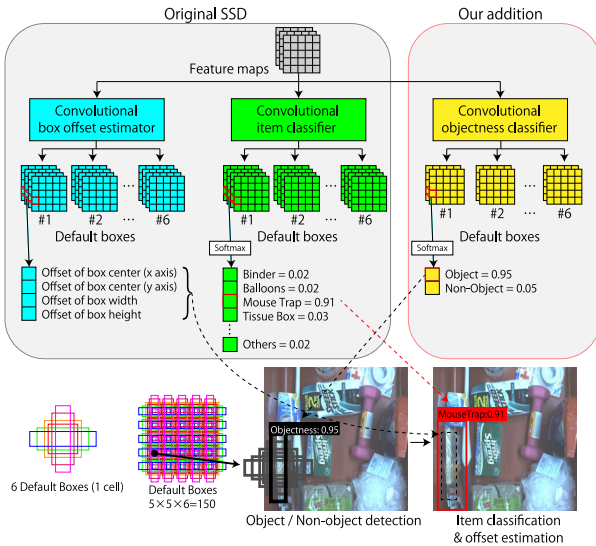 Original SSD
Our addition
Feature maps
Convolutional
box offset estimator
Convolutional
item classifier
Convolutional
objectness classifier
#1 #2 ... #6
Default boxes
#1 #2 ... #6
Default boxes
#1 #2 ... #6
Default boxes
Softmax
Softmax
Offset of box center (x axis)
Offset of box center (y axis)
Offset of box width
Offset of box height
Binder = 0.02
Balloons = 0.02
Mouse Trap = 0.91
Tissue Box = 0.03
Others = 0.02
Object = 0.95
Non-Object = 0.05
Objectness: 0.95
MouseTrap:0.91
6 Default Boxes (1 cell)
Default Boxes
5×5×6=150
Object / Non-object detection
Item classification
& offset estimation